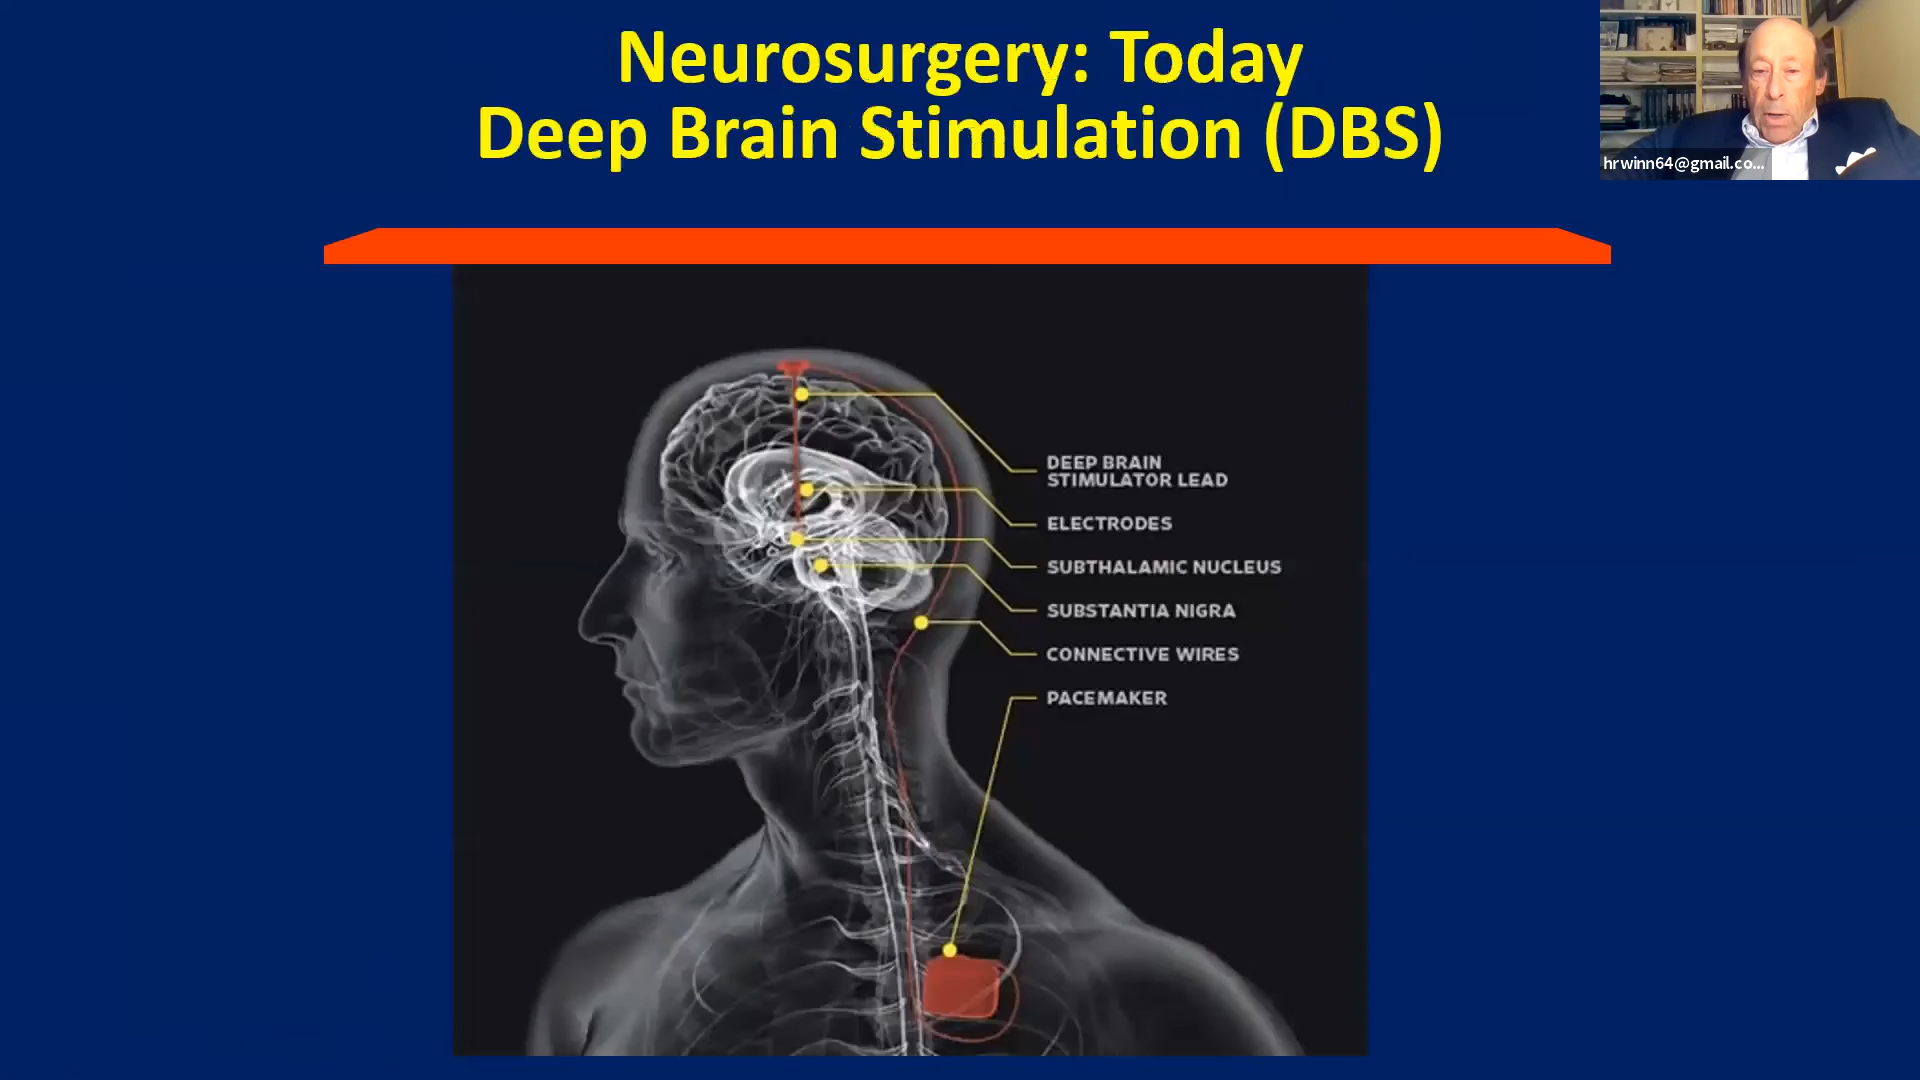 Neurosurgery: Today
Deep Brain Stimulation (DBS)
hrwinn64@gmail.co...
DEEP BRAIN
STIMULATOR LEAD
ELECTRODES
SUBTHALAMIC NUCLEUS
SUBSTANTIA NIGRA
CONNECTIVE WIRES
PACEMAKER